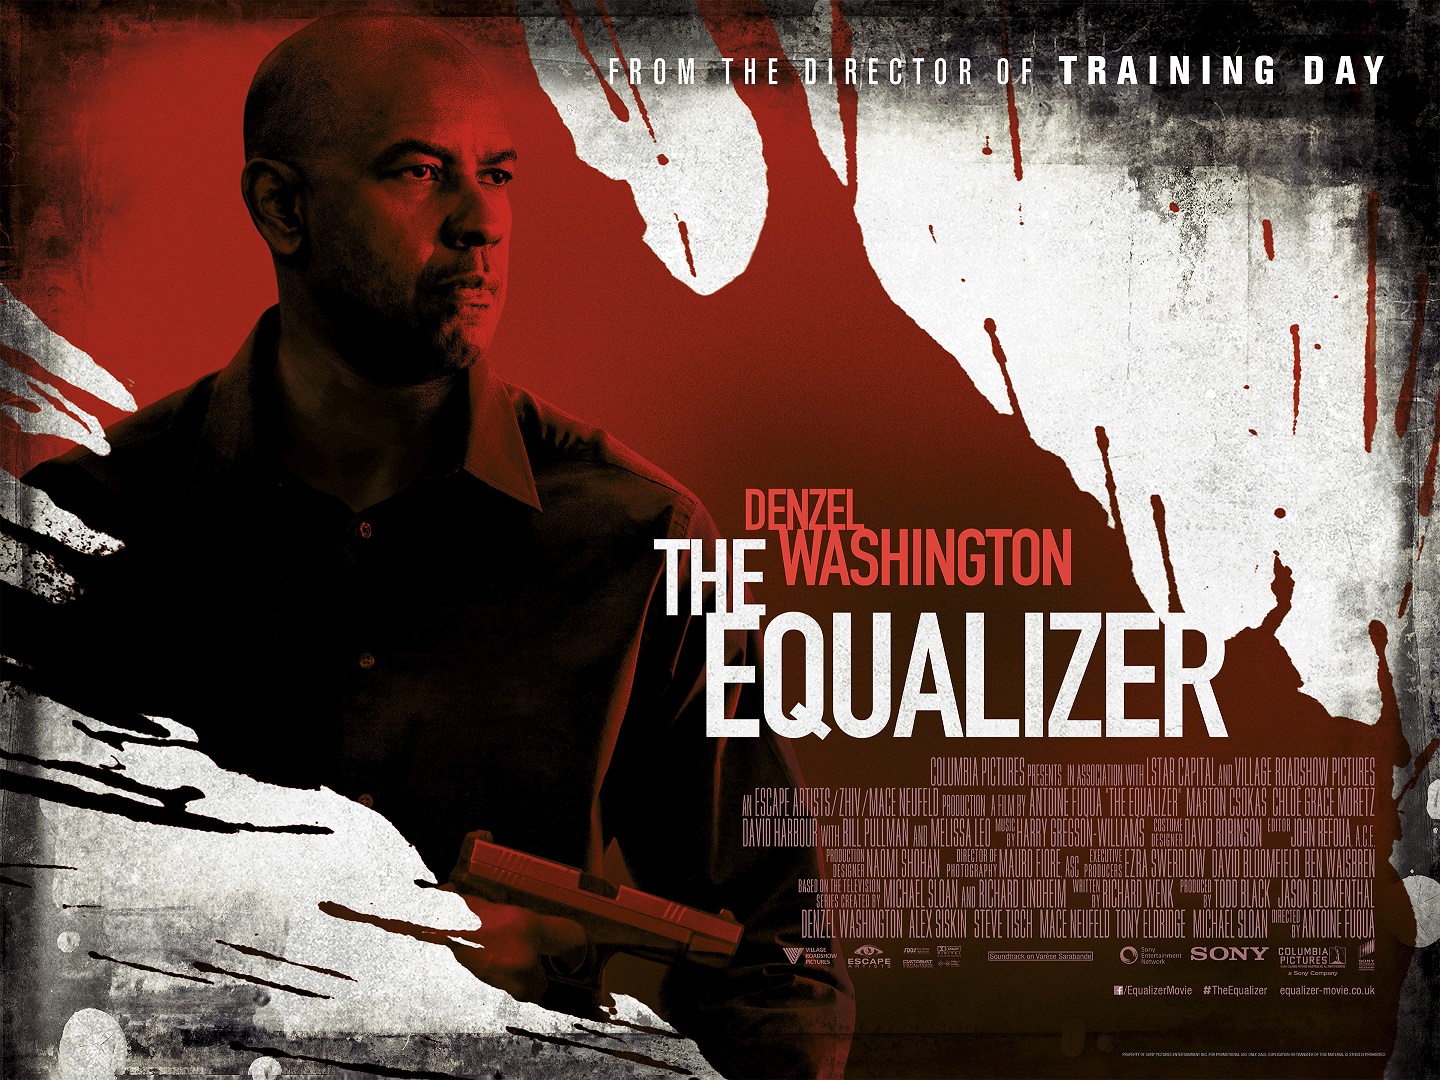 FROM THE DIRECTOR OF TRAINING DAY
DENZEL
WASHINGTON
THE
EQUALIZER
COLUMBIA PICTURES PRESENTS IN ASSOCIATION WITH LSTAR CAPITAL AND VILLAGE ROADSHOW PICTURES
AN ESCAPE ARTISTS / ZHIV / MACE NEUFELD PRODUCTION A FILM BY ANTOINE FUQUA "THE EQUALIZER" MARTON CSOKAS CHLOË GRACE MORETZ
DAVID HARBOUR WITH BILL PULLMAN AND MELISSA LEO MUSIC BY HARRY GREGSON-WILLIAMS COSTUME DESIGNER DAVID ROBINSON EDITOR JOHN REFOUA, A.C.E.
PRODUCTION DESIGNER NAOMI SHOHAN DIRECTOR OF PHOTOGRAPHY MAURO FIORE, ASC EXECUTIVE PRODUCERS EZRA SWERDLOW DAVID BLOOMFIELD BEN WAISBREN
BASED ON THE TELEVISION SERIES CREATED BY MICHAEL SLOAN AND RICHARD LINDHEIM WRITTEN BY RICHARD WENK PRODUCED BY TODD BLACK JASON BLUMENTHAL
DENZEL WASHINGTON ALEX SISKIN STEVE TISCH MACE NEUFELD TONY ELDRIDGE MICHAEL SLOAN DIRECTED BY ANTOINE FUQUA
VILLAGE ROADSHOW PICTURES ESCAPE ARTISTS Soundtrack on Varèse Sarabande Sony Entertainment Network SONY COLUMBIA PICTURES a Sony Company
/EqualizerMovie #TheEqualizer equalizer-movie.co.uk